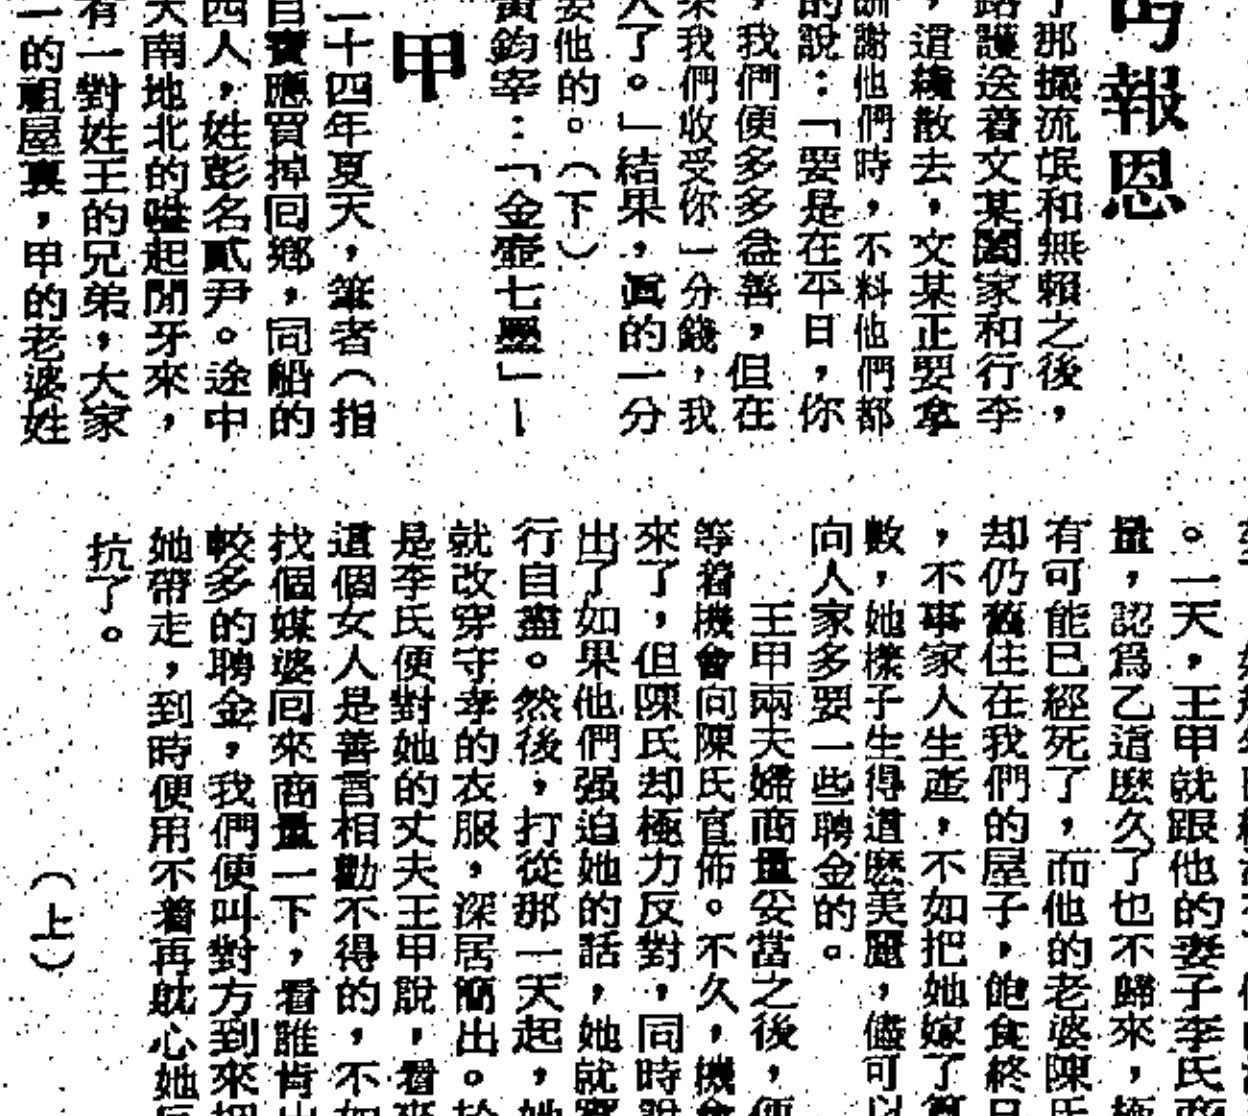 報恩
了那操流氓和無賴之後，
路護送着文某闔家和行李
，這纔散去，文某正要拿
酬謝他們時，不料他們都
的說：「要是在平日，你
，我們便多多益善，但在
果我們收受你一分錢，我
人了。」結果，眞的一分
要他的。（下）
黃鈞宰：「金壺七墨」—
甲
二十四年夏天，筆者（指
自寶應買掉回鄉，同船的
四人，姓彭名貳尹。途中
天南地北的嗑起閒牙來，
有一對姓王的兄弟，大家
一的祖屋裏，甲的老婆姓
。一天，王甲就跟他的妻子李氏商
量，認爲乙這麽久了也不歸來，極
有可能已經死了，而他的老婆陳氏
却仍舊住在我們的屋子，飽食終日
，不事家人生產，不如把她嫁了算
數，她樣子生得這麽美麗，儘可以
向人家多要一些聘金的。
王甲兩夫婦商量妥當之後，便
等着機會向陳氏宣佈。不久，機會
來了，但陳氏却極力反對，同時說
出了如果他們强迫她的話，她就實
行自盡。然後，打從那一天起，她
就改穿守孝的衣服，深居簡出。於
是李氏便對她的丈夫王甲說，看來
這個女人是善言相勸不得的，不如
找個媒婆回來商量一下，看誰肯出
較多的聘金，我們便叫對方到來把
她帶走，到時便用不着再躭心她反
抗了。
（上）